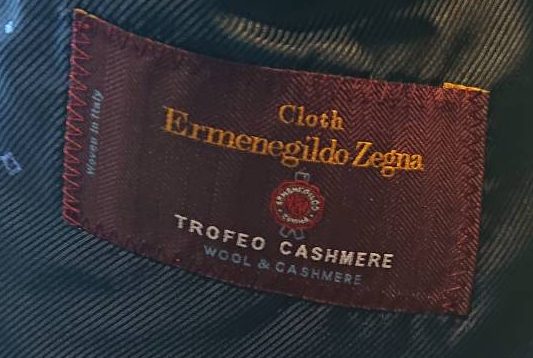 Woven in Italy
Cloth
Ermenegildo Zegna
TROFEO CASHMERE
WOOL & CASHMERE